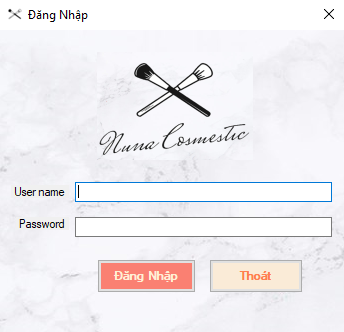 Đăng Nhập
Nuna Cosmestic
User name
Password
Đăng Nhập
Thoát